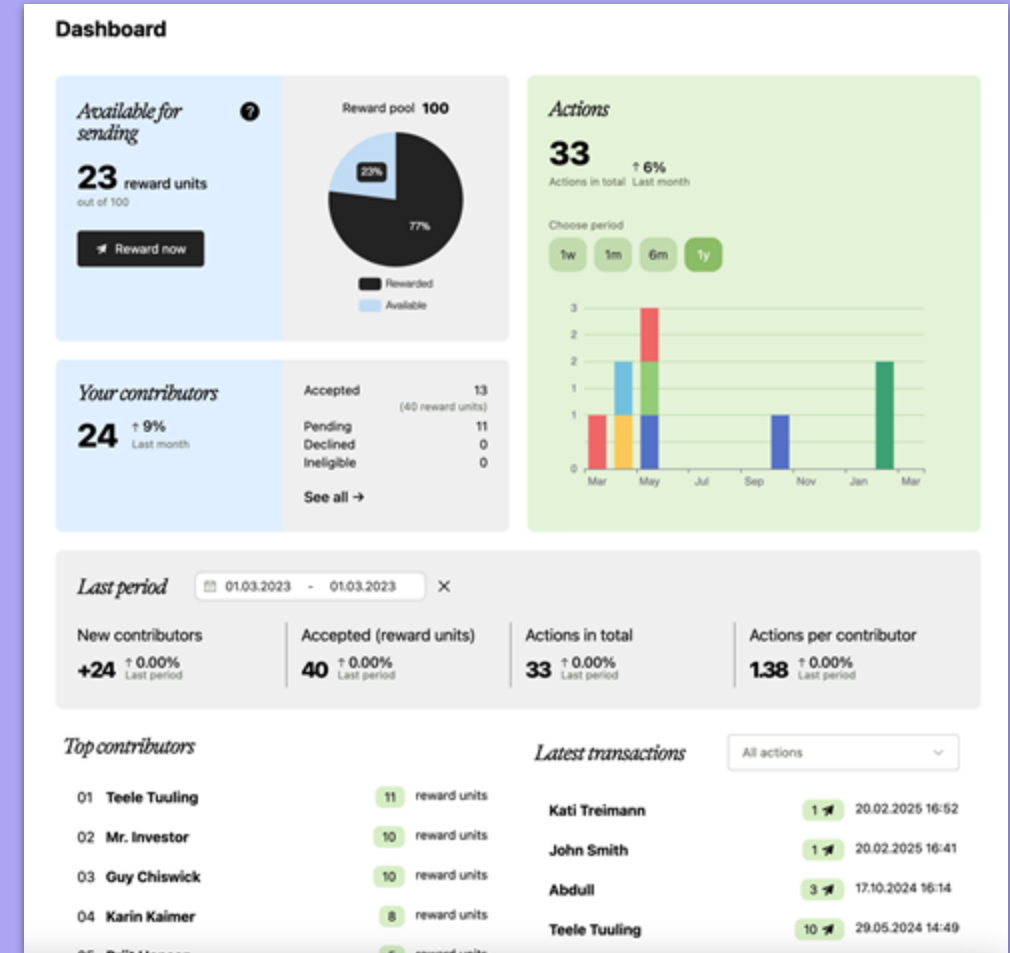 Dashboard
Available for
sending
?
23 reward units
out of 100
Reward now
Reward pool 100
23%
77%
Rewarded
Available
Your contributors
24
↑ 9%
Last month
Accepted 13
(40 reward units)
Pending 11
Declined 0
Ineligible 0
See all →
Actions
33
↑ 6%
Actions in total Last month
Choose period
1w 1m 6m 1y
3
2
2
1
1
0
Mar May Jul Sep Nov Jan Mar
Last period 01.03.2023 - 01.03.2023 ×
New contributors
+24 ↑ 0.00%
Last period
Accepted (reward units)
40 ↑ 0.00%
Last period
Actions in total
33 ↑ 0.00%
Last period
Actions per contributor
1.38 ↑ 0.00%
Last period
Top contributors
01 Teele Tuuling 11 reward units
02 Mr. Investor 10 reward units
03 Guy Chiswick 10 reward units
04 Karin Kaimer 8 reward units
Latest transactions All actions
Kati Treimann 1 20.02.2025 16:52
John Smith 1 20.02.2025 16:41
Abdull 3 17.10.2024 16:14
Teele Tuuling 10 29.05.2024 14:49